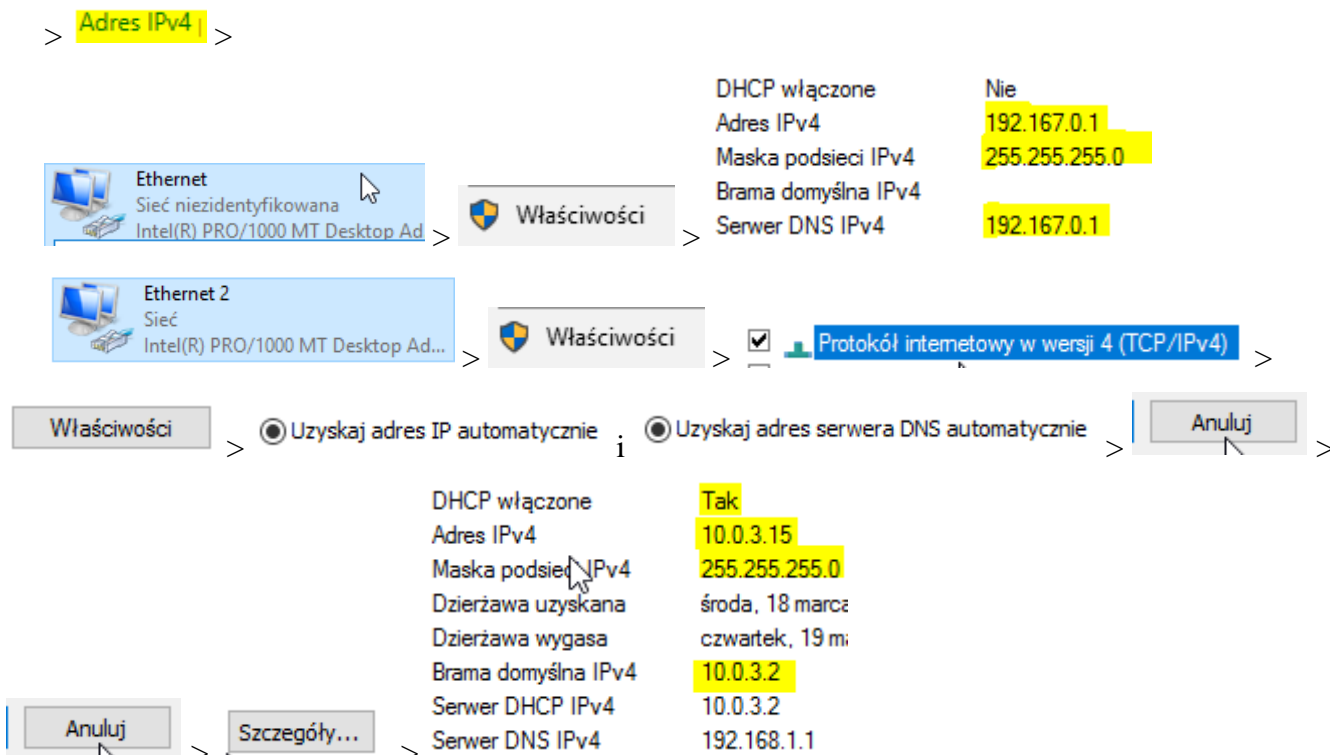 > Adres IPv4 >
DHCP włączone Nie
Adres IPv4 192.167.0.1
Maska podsieci IPv4 255.255.255.0
Brama domyślna IPv4
Serwer DNS IPv4 192.167.0.1
Ethernet
Sieć niezidentyfikowana
Intel(R) PRO/1000 MT Desktop Ad > Właściwości >
Ethernet 2
Sieć
Intel(R) PRO/1000 MT Desktop Ad... > Właściwości > Protokół internetowy w wersji 4 (TCP/IPv4) >
Właściwości > Uzyskaj adres IP automatycznie i Uzyskaj adres serwera DNS automatycznie > Anuluj >
DHCP włączone Tak
Adres IPv4 10.0.3.15
Maska podsieci IPv4 255.255.255.0
Dzierżawa uzyskana środa, 18 marca
Dzierżawa wygasa czwartek, 19 ma
Brama domyślna IPv4 10.0.3.2
Serwer DHCP IPv4 10.0.3.2
Anuluj > Szczegóły... > Serwer DNS IPv4 192.168.1.1